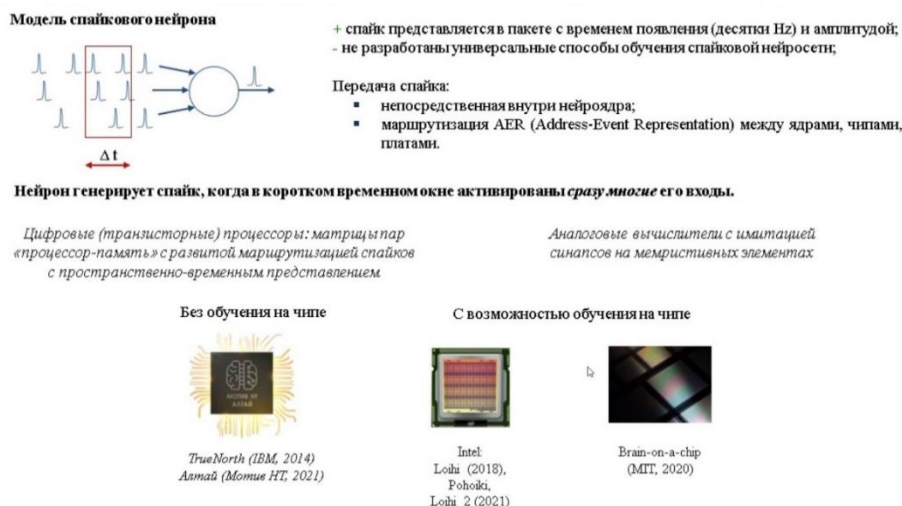 Модель спайкового нейрона
Δt
+ спайк представляется в пакете с временем появления (десятки Hz) и амплитудой;
- не разработаны универсальные способы обучения спайковой нейросети;
Передача спайка:
▪ непосредственная внутри нейроядра;
▪ маршрутизация AER (Address-Event Representation) между ядрами, чипами,
платами.
Нейрон генерирует спайк, когда в коротком временном окне активированы сразу многие его входы.
Цифровые (транзисторные) процессоры: матрицы пар
«процессор-память» с развитой маршрутизацией спайков
с пространственно-временным представлением
Аналоговые вычислители с имитацией
синапсов на мемристивных элементах
Без обучения на чипе
С возможностью обучения на чипе
МОТИВ НТ
АЛТАЙ
TrueNorth (IBM, 2014)
Алтай (Мотив НТ, 2021)
Intel:
Loihi (2018),
Pohoiki,
Loihi 2 (2021)
Brain-on-a-chip
(MIT, 2020)